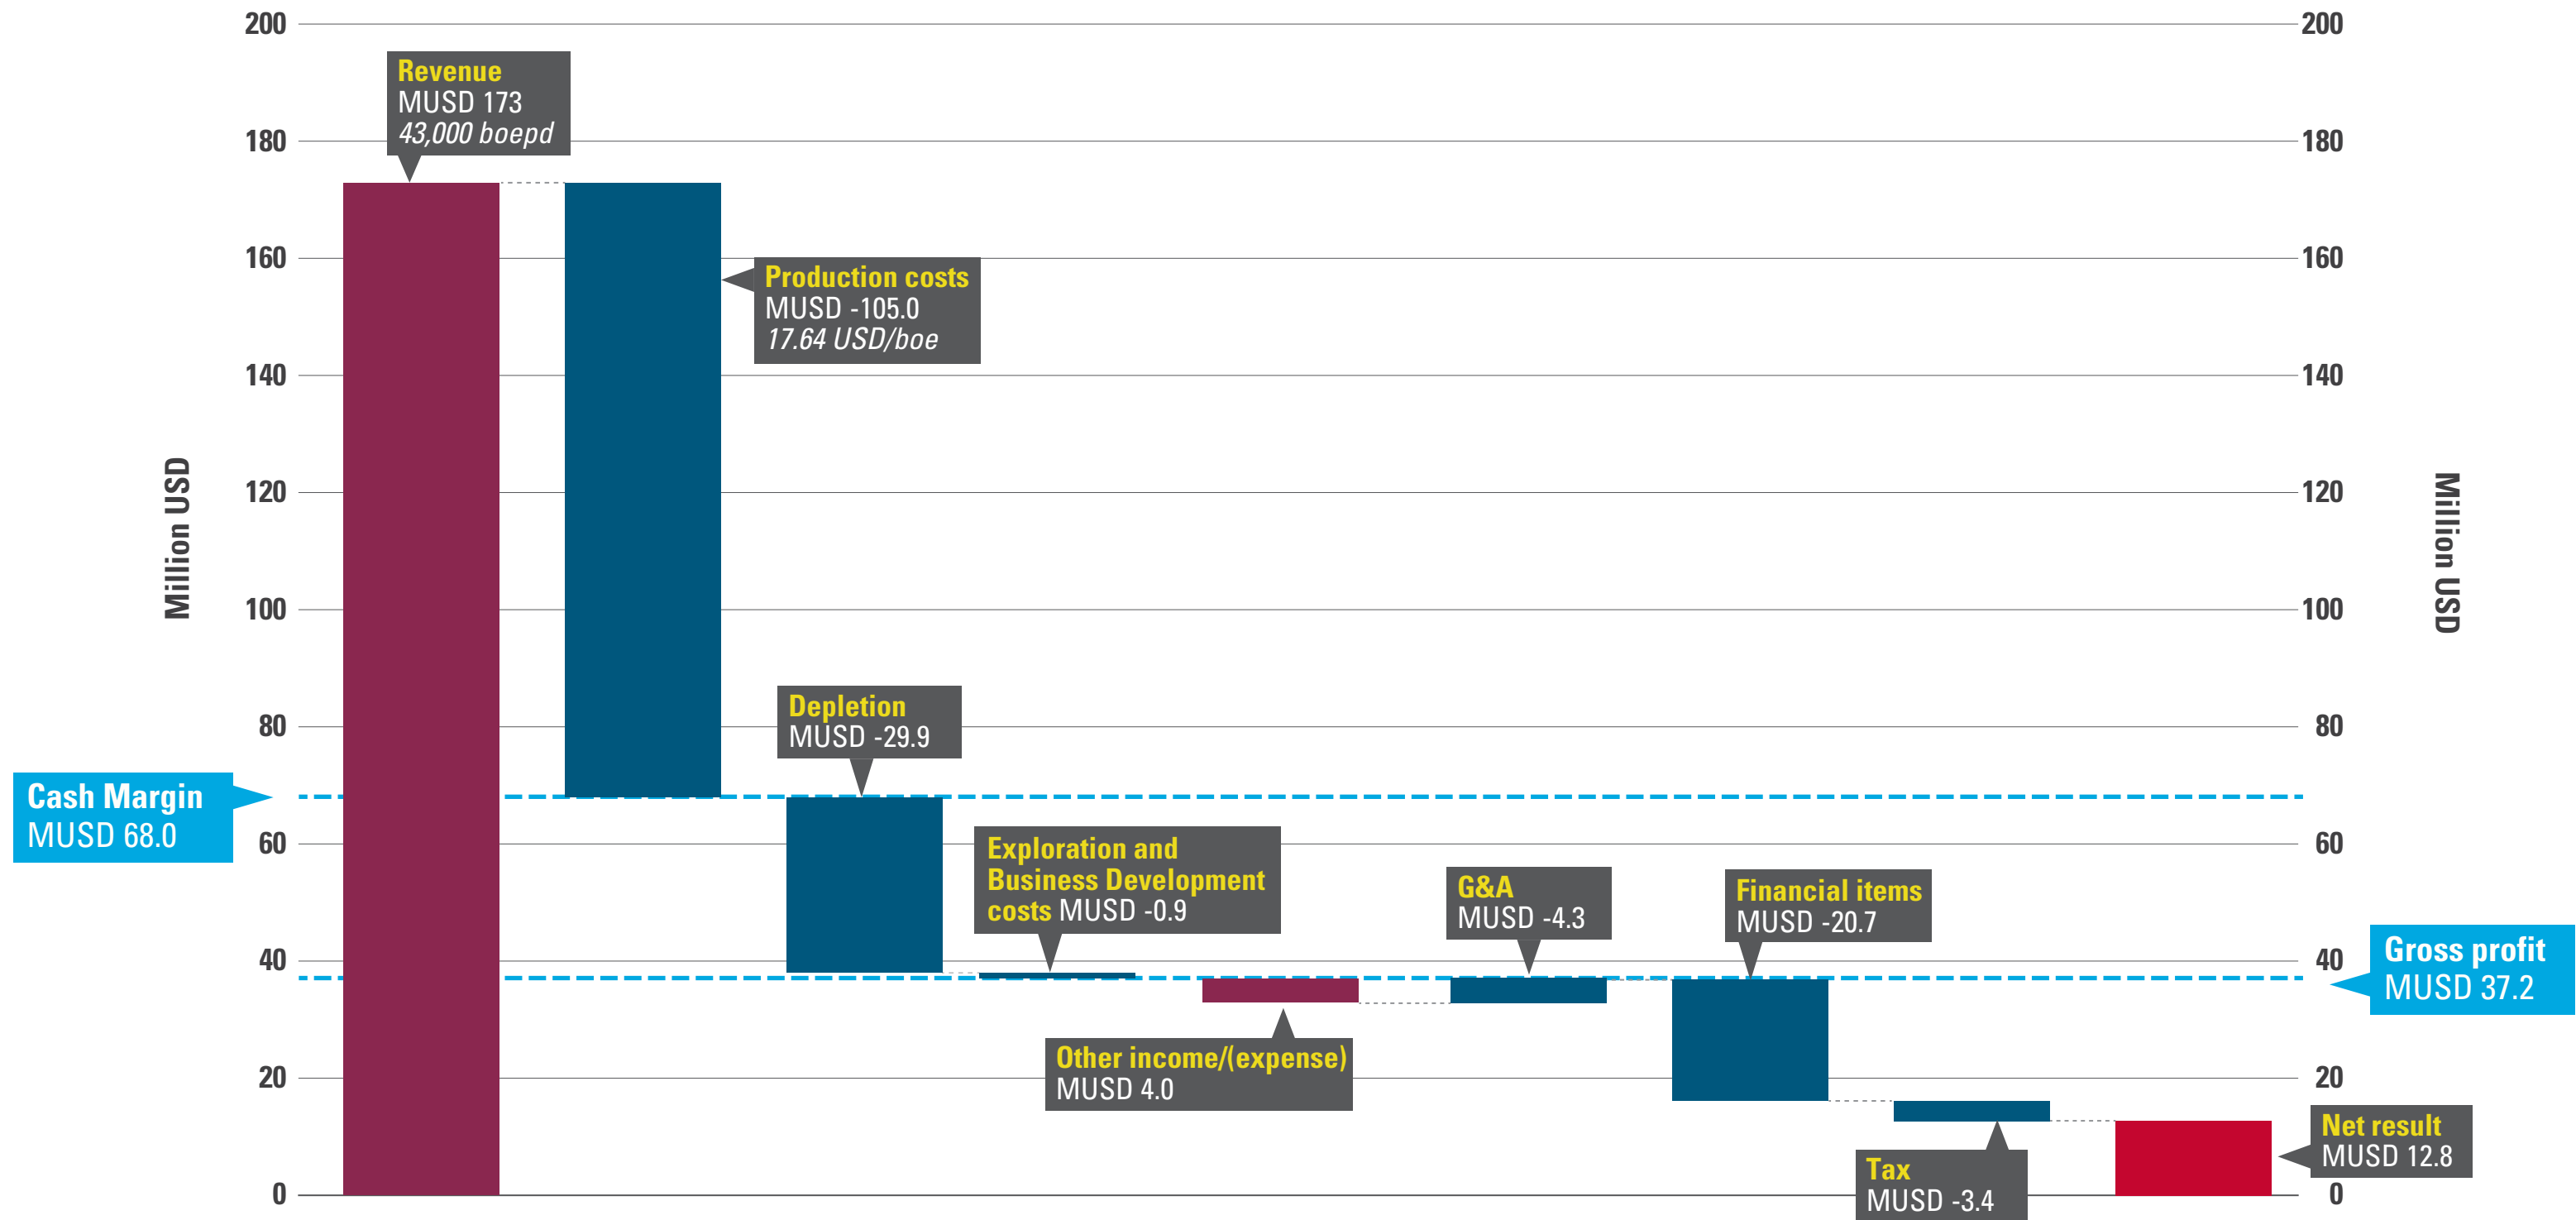 200
180
160
140
120
100
80
60
40
20
0
Million USD
Revenue
MUSD 173
43,000 boepd
Production costs
MUSD -105.0
17.64 USD/boe
Depletion
MUSD -29.9
Cash Margin
MUSD 68.0
Exploration and
Business Development
costs MUSD -0.9
Other income/(expense)
MUSD 4.0
G&A
MUSD -4.3
Financial items
MUSD -20.7
Tax
MUSD -3.4
Net result
MUSD 12.8
Gross profit
MUSD 37.2
200
180
160
140
120
100
80
60
40
20
0
Million USD